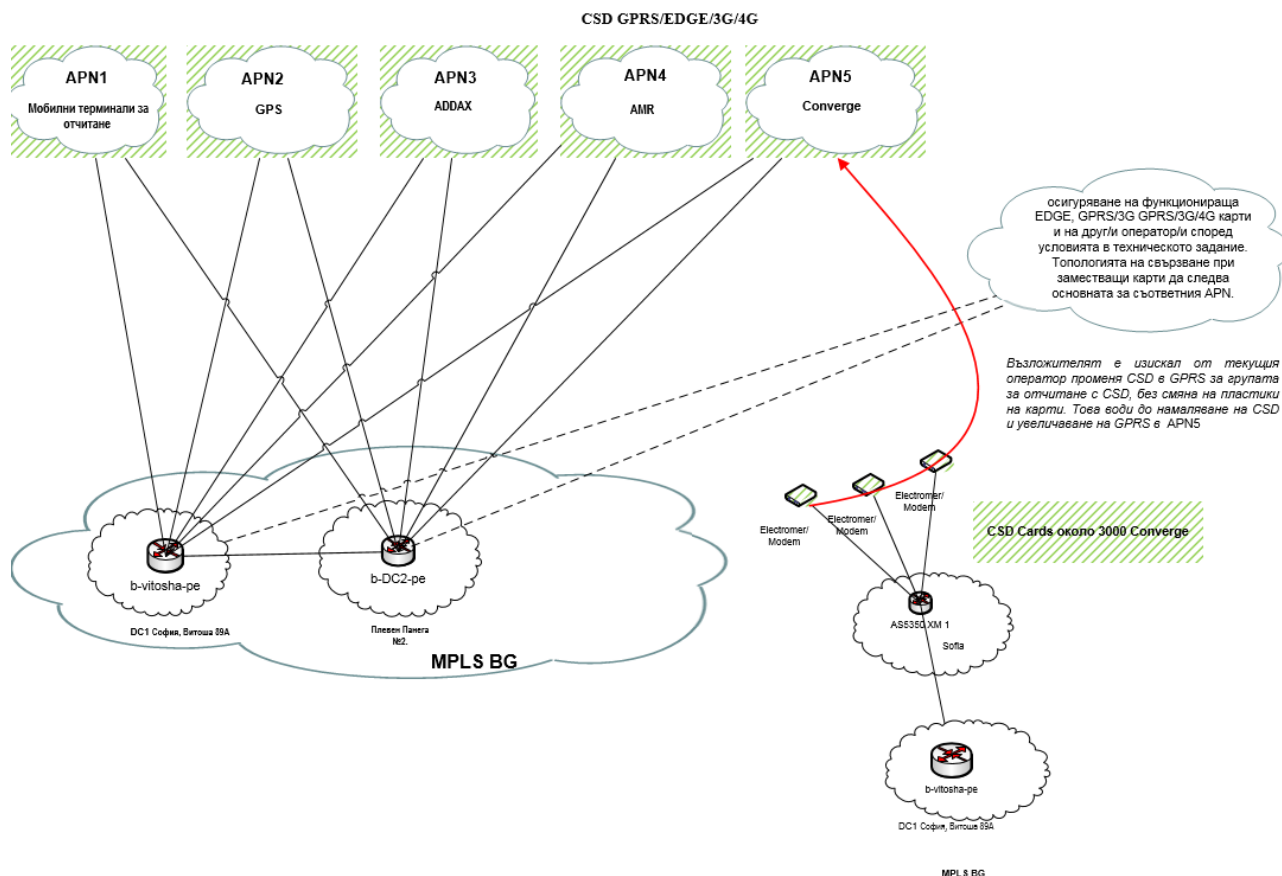 CSD GPRS/EDGE/3G/4G
APN1
Мобилни терминали за
отчитане
APN2
GPS
APN3
ADDAX
APN4
AMR
APN5
Converge
осигуряване на функционираща
EDGE, GPRS/3G GPRS/3G/4G карти
и на друг/и оператор/и според
условията в техническото задание.
Топологията на свързване при
заместващи карти да следва
основната за съответния APN.
Възложителят е изискал от текущия
оператор променя CSD в GPRS за групата
за отчитане с CSD, без смяна на пластики
на карти. Това води до намаляване на CSD
и увеличаване на GPRS в APN5
Electromer/
Modem
Electromer/
Modem
Electromer/
Modem
CSD Cards около 3000 Converge
b-vitosha-pe
DC1 София, Витоша 89А
b-DC2-pe
Плевен Панега
№2.
MPLS BG
AS5350 XM 1
Sofia
b-vitosha-pe
DC1 София, Витоша 89А
MPLS BG